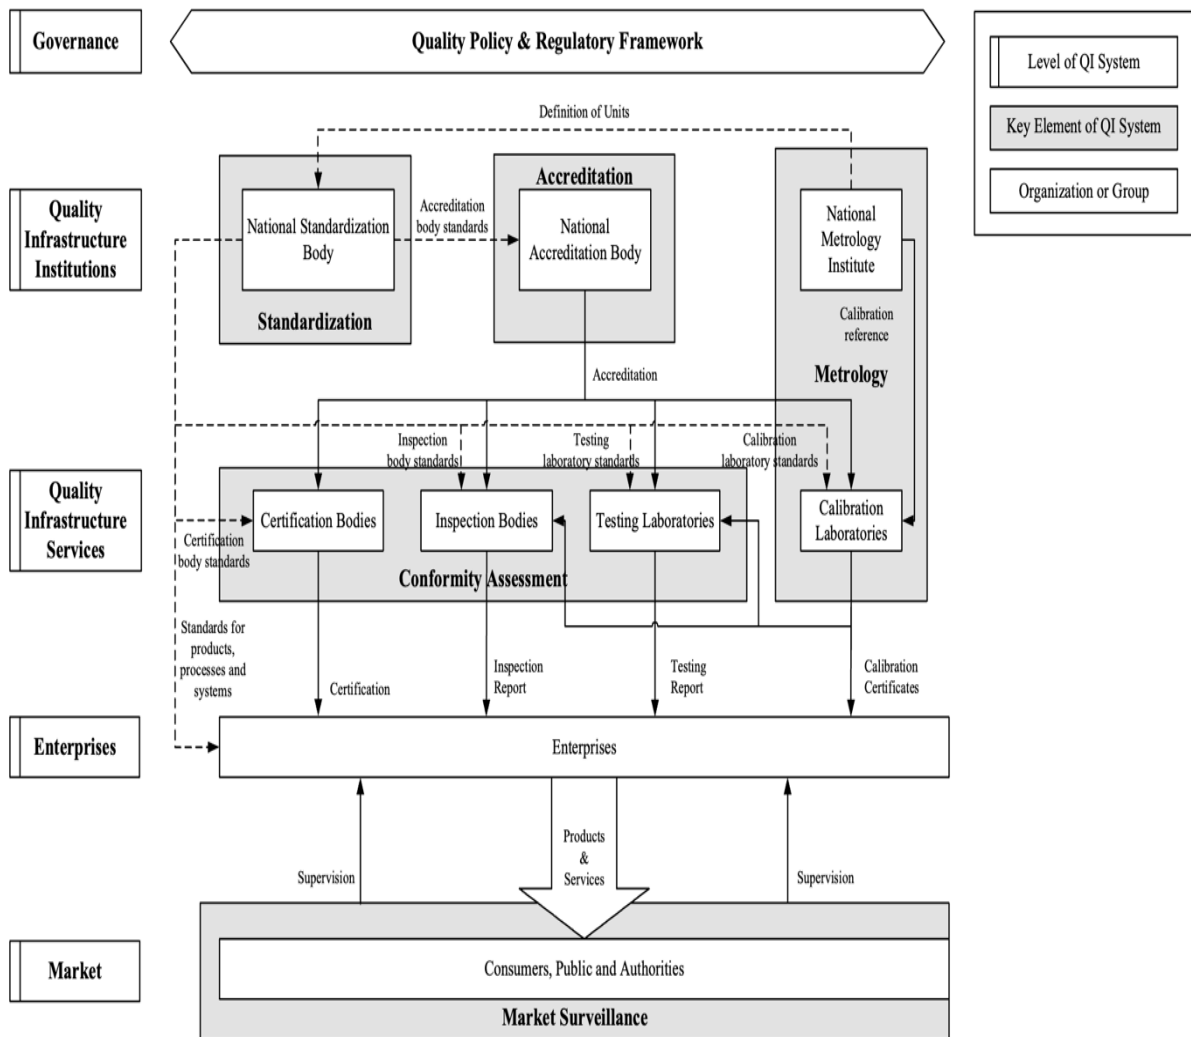 Governance
Quality Policy & Regulatory Framework
Level of QI System
Key Element of QI System
Organization or Group
Definition of Units
Quality
Infrastructure
Institutions
National Standardization
Body
Standardization
Accreditation
body standards
Accreditation
National
Accreditation Body
National
Metrology
Institute
Calibration
reference
Metrology
Accreditation
Inspection
body standards
Testing
laboratory standards
Calibration
laboratory standards
Quality
Infrastructure
Services
Certification
body standards
Certification Bodies
Inspection Bodies
Testing Laboratories
Calibration
Laboratories
Conformity Assessment
Standards for
products,
processes and
systems
Certification
Inspection
Report
Testing
Report
Calibration
Certificates
Enterprises
Enterprises
Supervision
Products
&
Services
Supervision
Market
Consumers, Public and Authorities
Market Surveillance